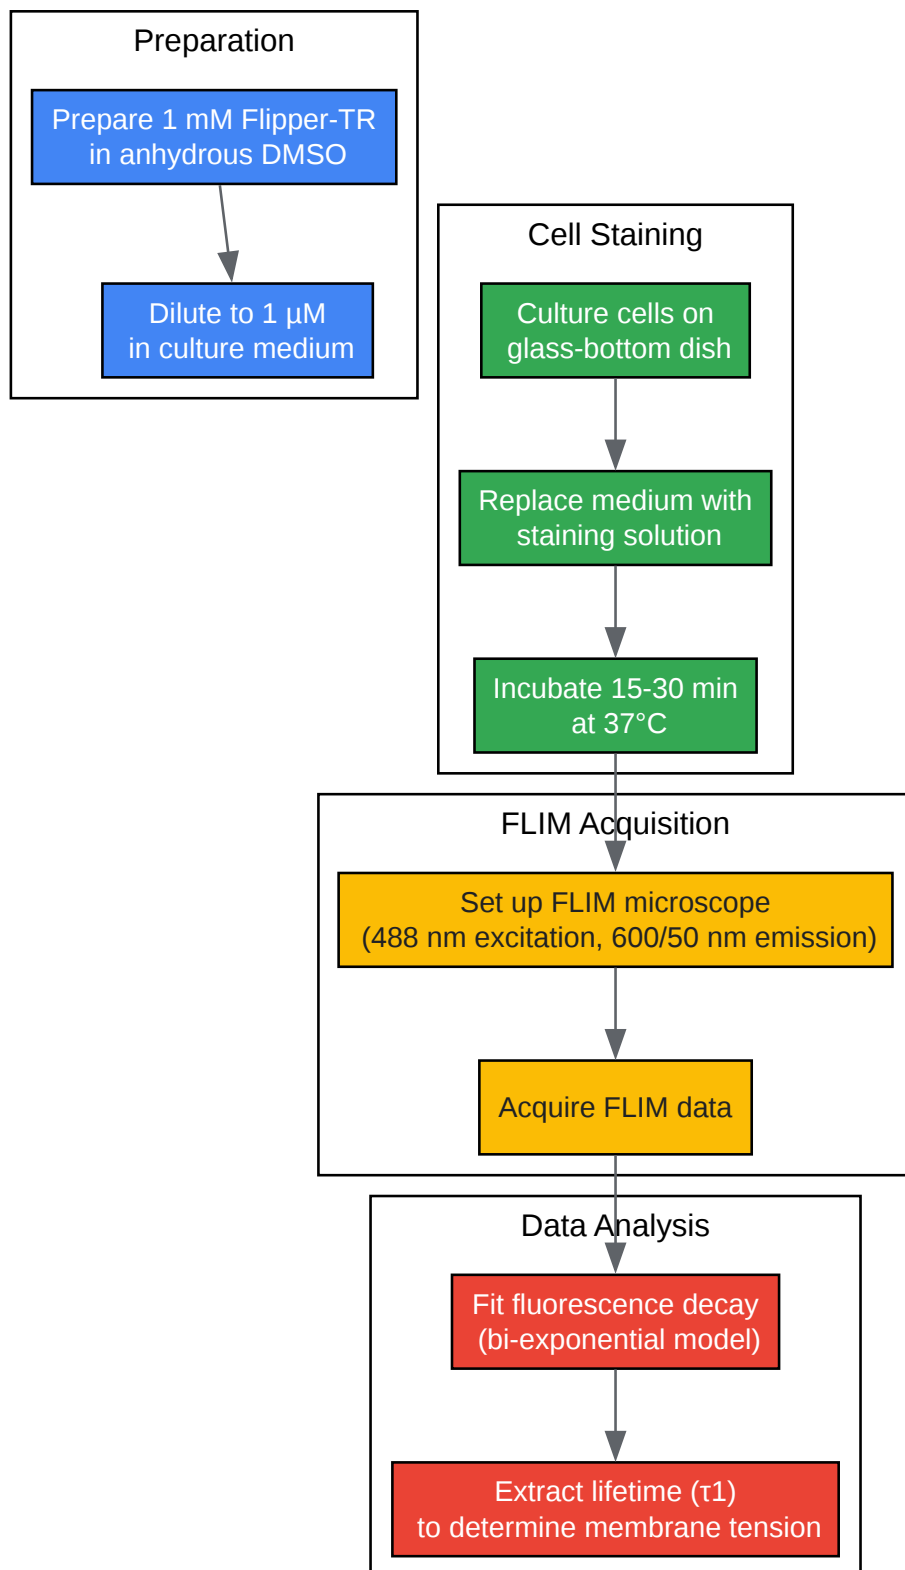 Preparation
Prepare 1 mM Flipper-TR
in anhydrous DMSO
Dilute to 1 µM
in culture medium
Cell Staining
Culture cells on
glass-bottom dish
Replace medium with
staining solution
Incubate 15-30 min
at 37°C
FLIM Acquisition
Set up FLIM microscope
(488 nm excitation, 600/50 nm emission)
Acquire FLIM data
Data Analysis
Fit fluorescence decay
(bi-exponential model)
Extract lifetime (τ1)
to determine membrane tension